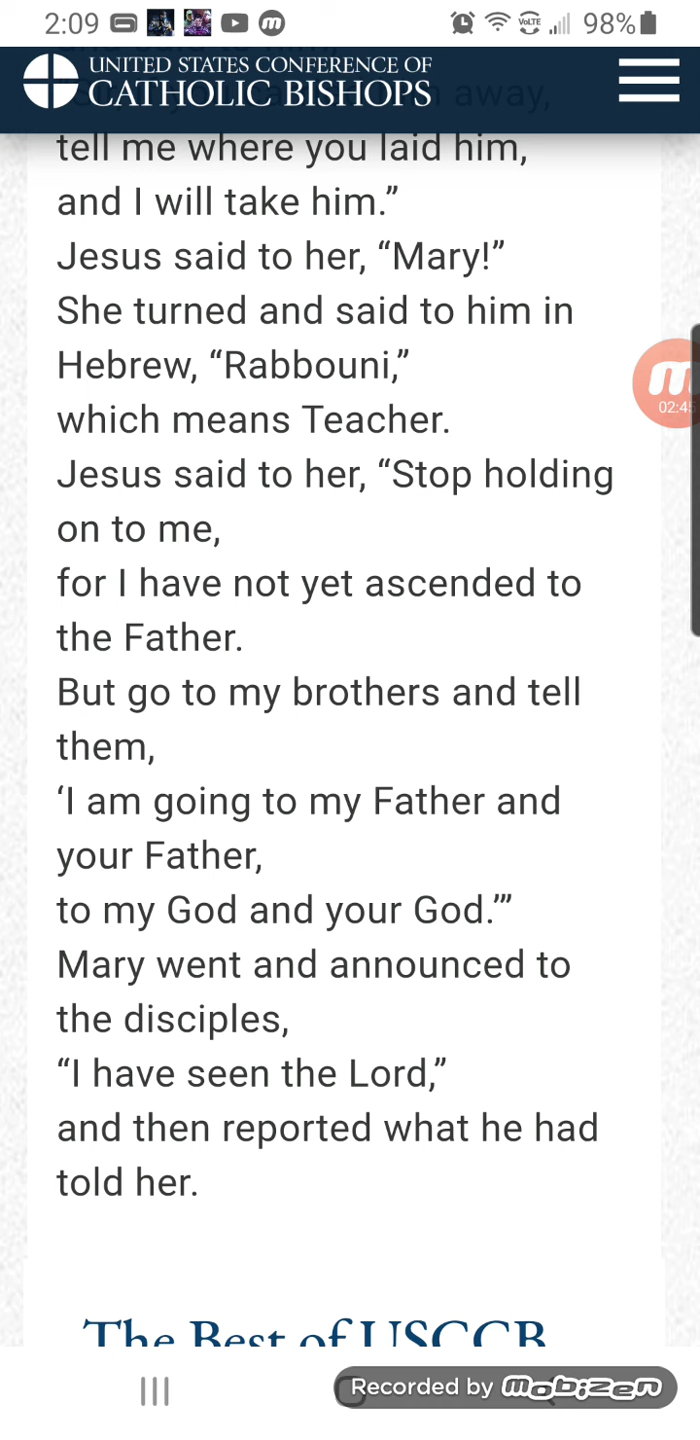 2:09 VoLTE 98%
UNITED STATES CONFERENCE OF
CATHOLIC BISHOPS
away,
tell me where you laid him,
and I will take him.”
Jesus said to her, “Mary!”
She turned and said to him in
Hebrew, “Rabbouni,”
which means Teacher.
Jesus said to her, “Stop holding
on to me,
for I have not yet ascended to
the Father.
But go to my brothers and tell
them,
‘I am going to my Father and
your Father,
to my God and your God.’”
Mary went and announced to
the disciples,
“I have seen the Lord,”
and then reported what he had
told her.
m
02:45
The Best of USCCB
Recorded by mobizen